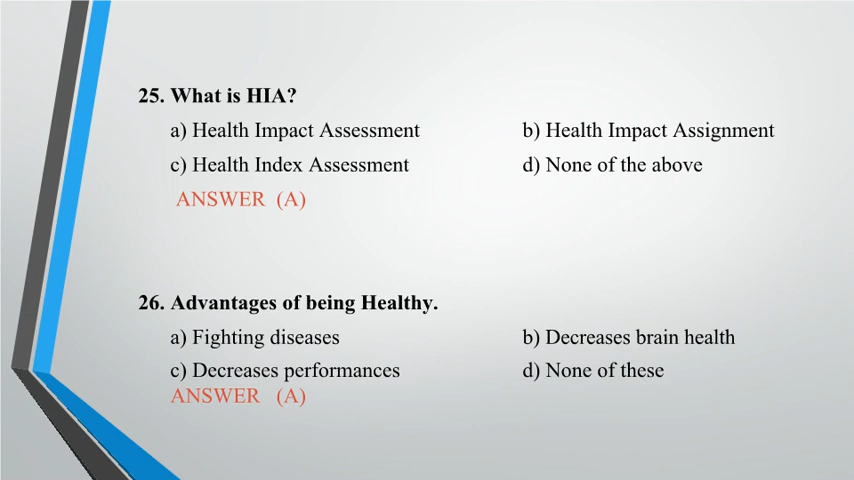 25. What is HIA?
a) Health Impact Assessment b) Health Impact Assignment
c) Health Index Assessment d) None of the above
ANSWER (A)
26. Advantages of being Healthy.
a) Fighting diseases b) Decreases brain health
c) Decreases performances d) None of these
ANSWER (A)